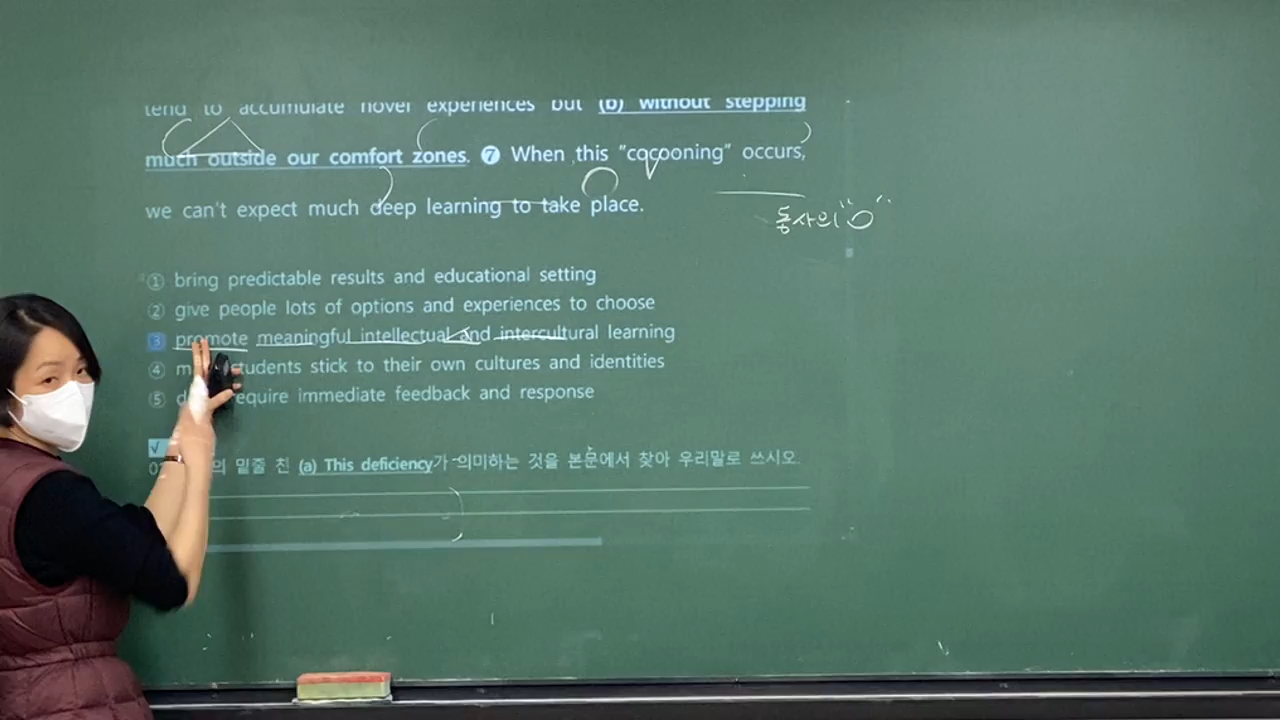 tend to accumulate novel experiences but (b) without stepping
much outside our comfort zones. ❼ When this "cocooning" occurs,
we can't expect much deep learning to take place.
동사의 "O"
① bring predictable results and educational setting
② give people lots of options and experiences to choose
3 promote meaningful intellectual and intercultural learning
④ students stick to their own cultures and identities
⑤ require immediate feedback and response
√
의 밑줄 친 (a) This deficiency가 의미하는 것을 본문에서 찾아 우리말로 쓰시오.